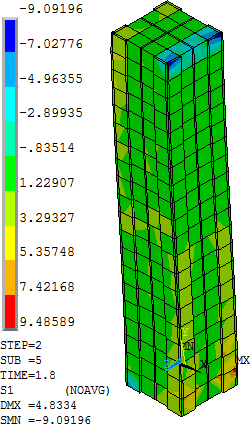 -9.09196
-7.02776
-4.96355
-2.89935
-.83514
1.22907
3.29327
5.35748
7.42168
9.48589
STEP=2
SUB =5
TIME=1.8
S1 (NOAVG)
DMX =4.8334
SMN =-9.09196
Y
MN
Z X
MX